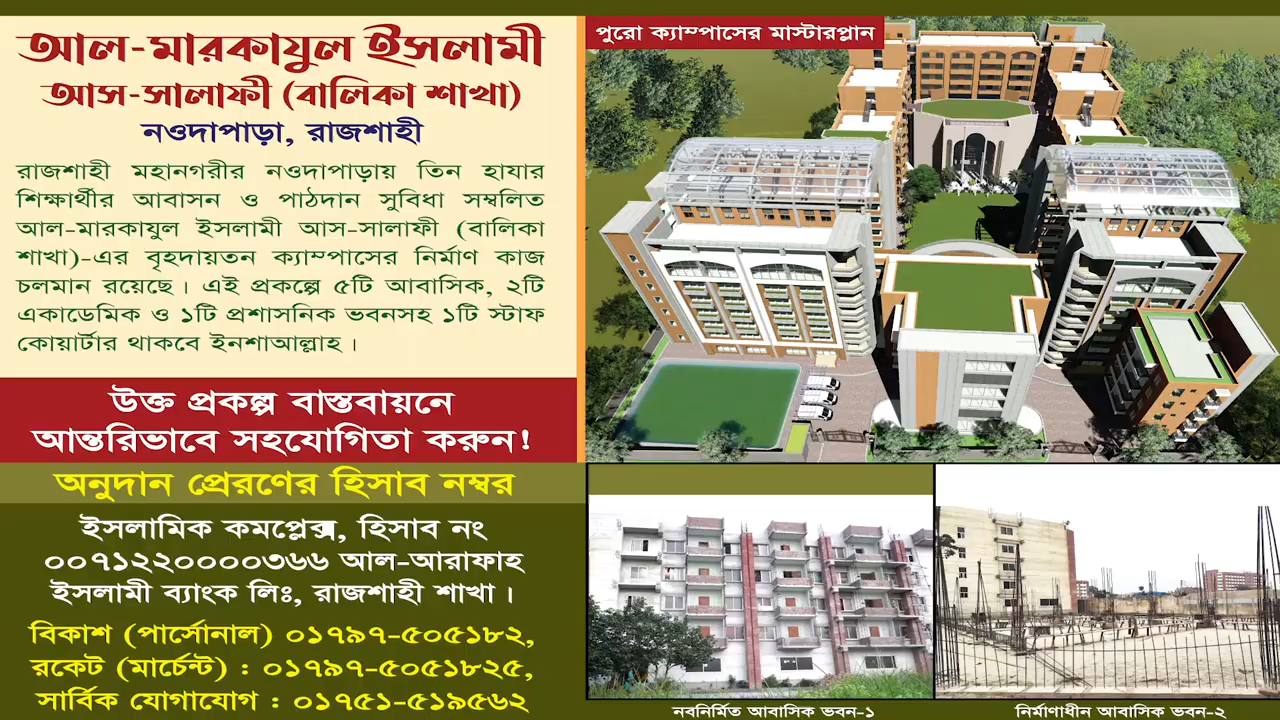 আল-মারকাযুল ইসলামী
আস-সালাফী (বালিকা শাখা)
নওদাপাড়া, রাজশাহী
রাজশাহী মহানগরীর নওদাপাড়ায় তিন হাযার
শিক্ষার্থীর আবাসন ও পাঠদান সুবিধা সম্বলিত
আল-মারকাযুল ইসলামী আস-সালাফী (বালিকা
শাখা)-এর বৃহদায়তন ক্যাম্পাসের নির্মাণ কাজ
চলমান রয়েছে। এই প্রকল্পে ৫টি আবাসিক, ২টি
একাডেমিক ও ১টি প্রশাসনিক ভবনসহ ১টি স্টাফ
কোয়ার্টার থাকবে ইনশাআল্লাহ।
উক্ত প্রকল্প বাস্তবায়নে
আন্তরিভাবে সহযোগিতা করুন!
অনুদান প্রেরণের হিসাব নম্বর
ইসলামিক কমপ্লেক্স, হিসাব নং
০০৭১২২০০০০৩৬৬ আল-আরাফাহ
ইসলামী ব্যাংক লিঃ, রাজশাহী শাখা।
বিকাশ (পার্সোনাল) ০১৭৯৭-৫০৫১৮২,
রকেট (মার্চেন্ট) : ০১৭৯৭-৫০৫১৮২৫,
সার্বিক যোগাযোগ : ০১৭৫১-৫১৯৫৬২
পুরো ক্যাম্পাসের মাস্টারপ্লান
নবনির্মিত আবাসিক ভবন-১
নির্মাণাধীন আবাসিক ভবন-২